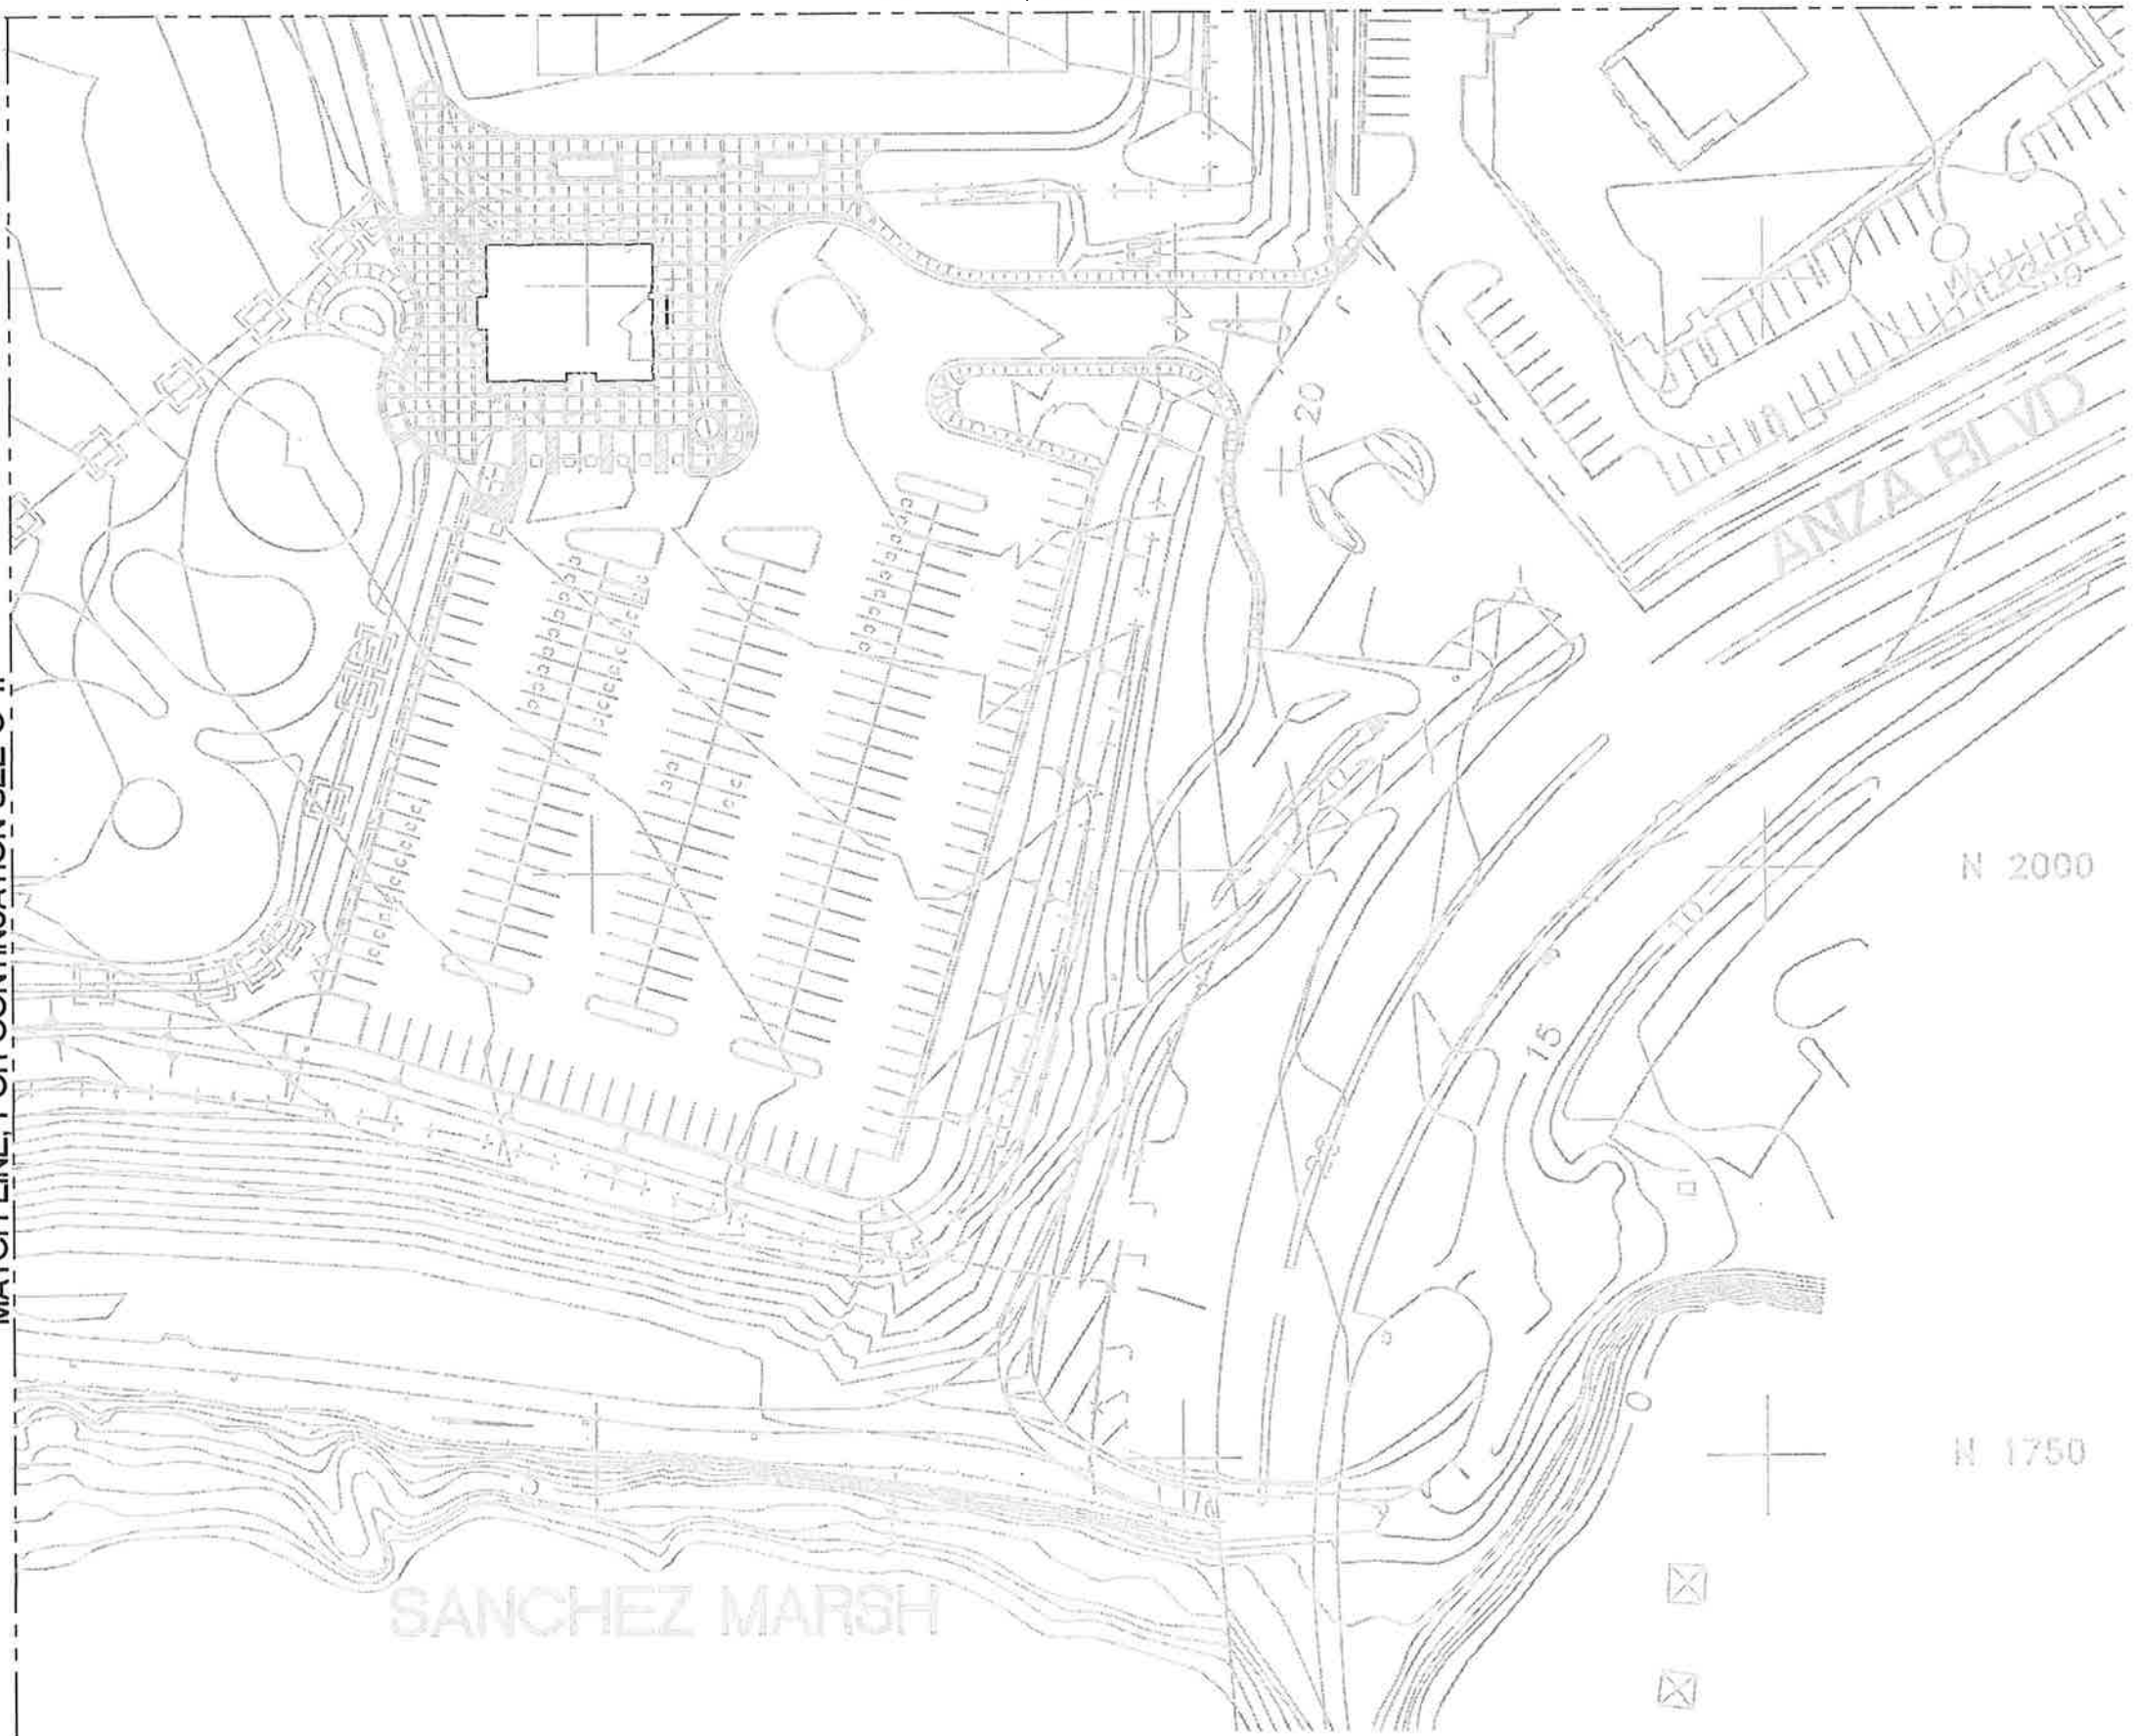 MATCH LINE, FOR CONTINUATION SEE
20
ANZA BLVD
N 2000
10
15
0
N 1750
SANCHEZ MARSH